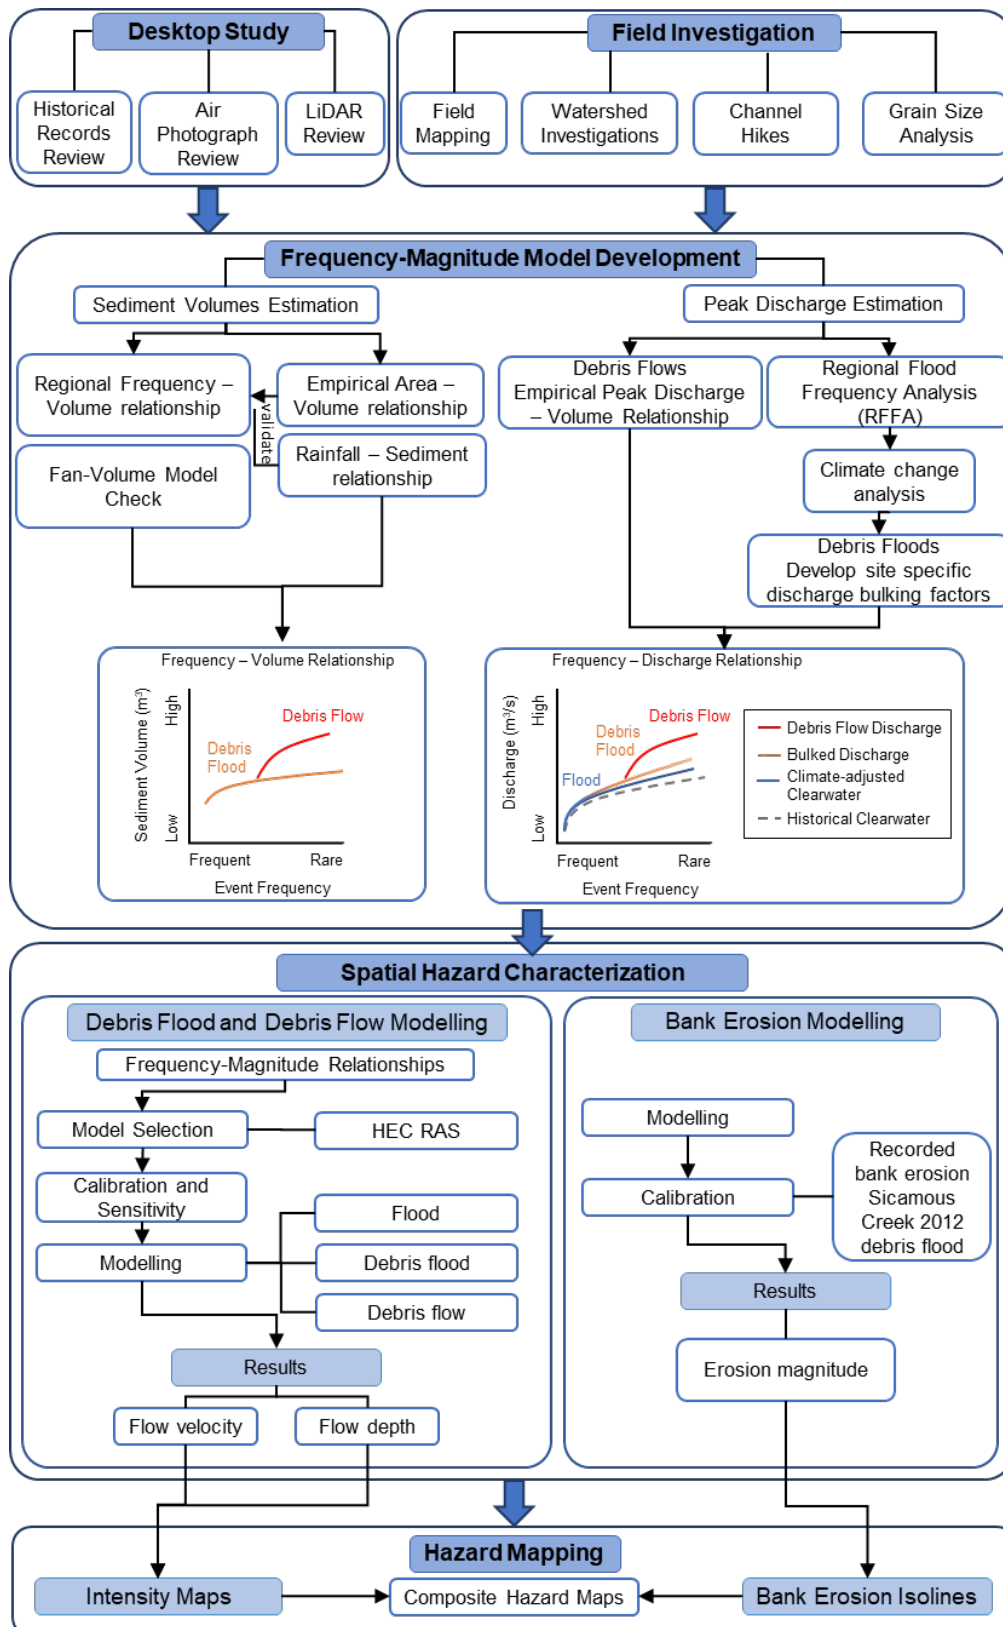 Desktop Study
Historical
Records
Review
Air
Photograph
Review
LiDAR
Review
Field Investigation
Field
Mapping
Watershed
Investigations
Channel
Hikes
Grain Size
Analysis
Frequency-Magnitude Model Development
Sediment Volumes Estimation
Regional Frequency –
Volume relationship
Empirical Area –
Volume relationship
validate
Fan-Volume Model
Check
Rainfall – Sediment
relationship
Peak Discharge Estimation
Debris Flows
Empirical Peak Discharge
– Volume Relationship
Regional Flood
Frequency Analysis
(RFFA)
Climate change
analysis
Debris Floods
Develop site specific
discharge bulking factors
Frequency – Volume Relationship
Sediment Volume (m³)
High
Low
Debris Flow
Debris
Flood
Frequent
Rare
Event Frequency
Frequency – Discharge Relationship
Discharge (m³/s)
High
Low
Debris Flow
Debris
Flood
Flood
Frequent
Rare
Event Frequency
Debris Flow Discharge
Bulked Discharge
Climate-adjusted
Clearwater
Historical Clearwater
Spatial Hazard Characterization
Debris Flood and Debris Flow Modelling
Frequency-Magnitude Relationships
Model Selection
HEC RAS
Calibration and
Sensitivity
Modelling
Flood
Debris flood
Debris flow
Results
Flow velocity
Flow depth
Bank Erosion Modelling
Modelling
Calibration
Recorded
bank erosion
Sicamous
Creek 2012
debris flood
Results
Erosion magnitude
Hazard Mapping
Intensity Maps
Composite Hazard Maps
Bank Erosion Isolines